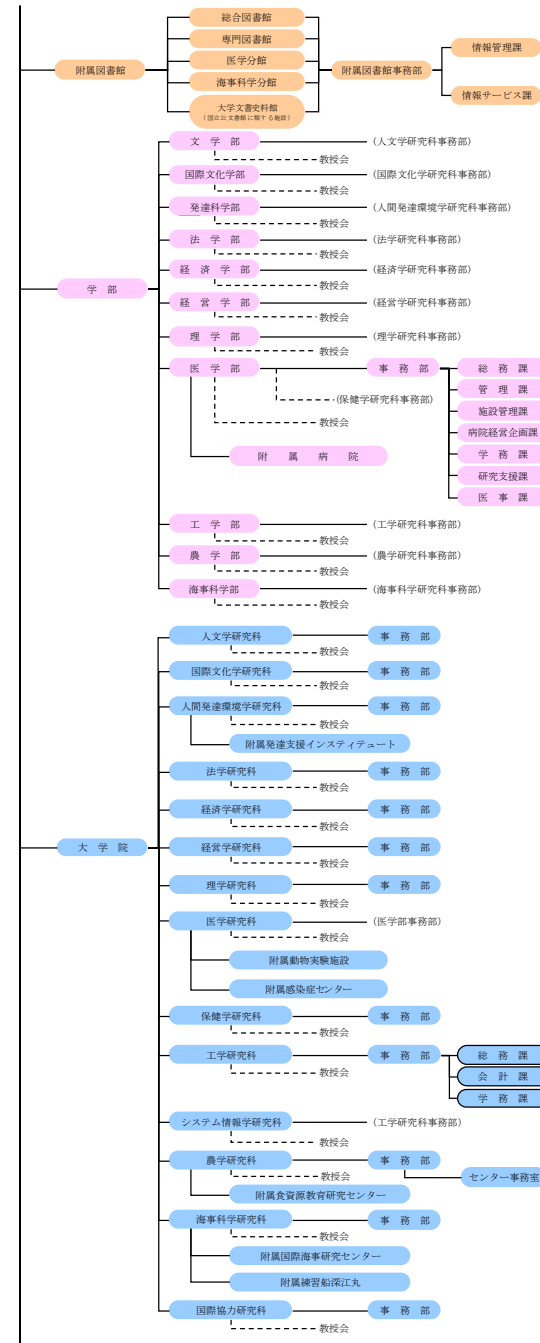 総合図書館
専門図書館
医学分館
海事科学分館
大学文書史料館
(国立公文書館に類する施設)
附属図書館
附属図書館事務部
情報管理課
情報サービス課
学 部
文 学 部
(人文学研究科事務部)
教授会
国際文化学部
(国際文化学研究科事務部)
教授会
発達科学部
(人間発達環境学研究科事務部)
教授会
法 学 部
(法学研究科事務部)
教授会
経 済 学 部
(経済学研究科事務部)
教授会
経 営 学 部
(経営学研究科事務部)
教授会
理 学 部
(理学研究科事務部)
教授会
医 学 部
事 務 部
総 務 課
管 理 課
施設管理課
病院経営企画課
学 務 課
研究支援課
医 事 課
(保健学研究科事務部)
教授会
附 属 病 院
工 学 部
(工学研究科事務部)
教授会
農 学 部
(農学研究科事務部)
教授会
海事科学部
(海事科学研究科事務部)
教授会
大 学 院
人文学研究科
事 務 部
教授会
国際文化学研究科
事 務 部
教授会
人間発達環境学研究科
事 務 部
教授会
附属発達支援インスティテュート
法学研究科
事 務 部
教授会
経済学研究科
事 務 部
教授会
経営学研究科
事 務 部
教授会
理学研究科
事 務 部
教授会
医学研究科
(医学部事務部)
教授会
附属動物実験施設
附属感染症センター
保健学研究科
事 務 部
教授会
工学研究科
事 務 部
総 務 課
会 計 課
学 務 課
教授会
システム情報学研究科
(工学研究科事務部)
教授会
農学研究科
事 務 部
教授会
センター事務室
附属食資源教育研究センター
海事科学研究科
事 務 部
教授会
附属国際海事研究センター
附属練習船深江丸
国際協力研究科
事 務 部
教授会